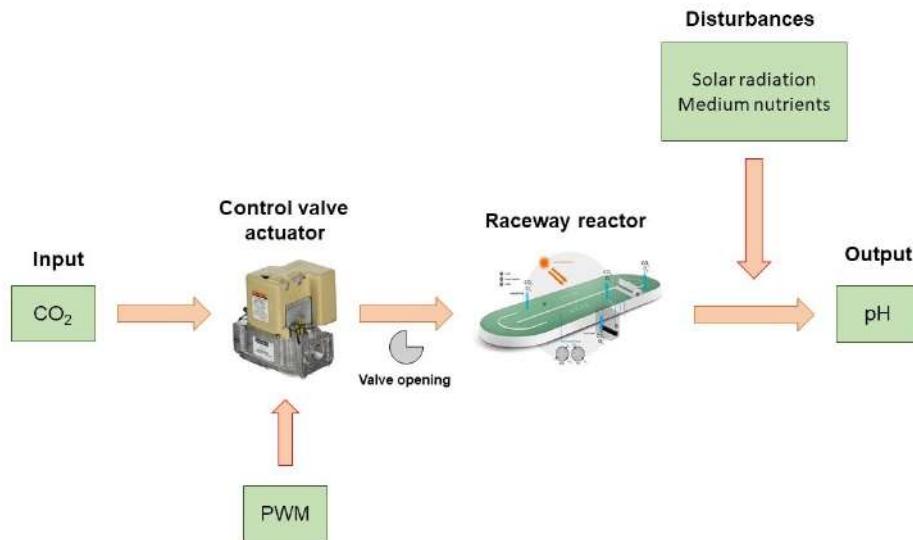 Disturbances
Solar radiation
Medium nutrients
Control valve
actuator
Raceway reactor
Input
Output
CO₂
pH
Valve opening
PWM